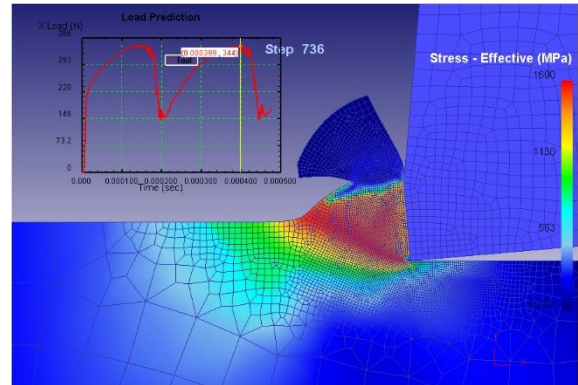 Load Prediction
X Load (N)
366
293
220
146
73.2
0
0.000
0.000100
0.000200
0.000300
0.000400
0.000500
Time (sec)
(0.000399, 344)
Tool
Step 736
Stress - Effective (MPa)
1690
1130
563
Y
X